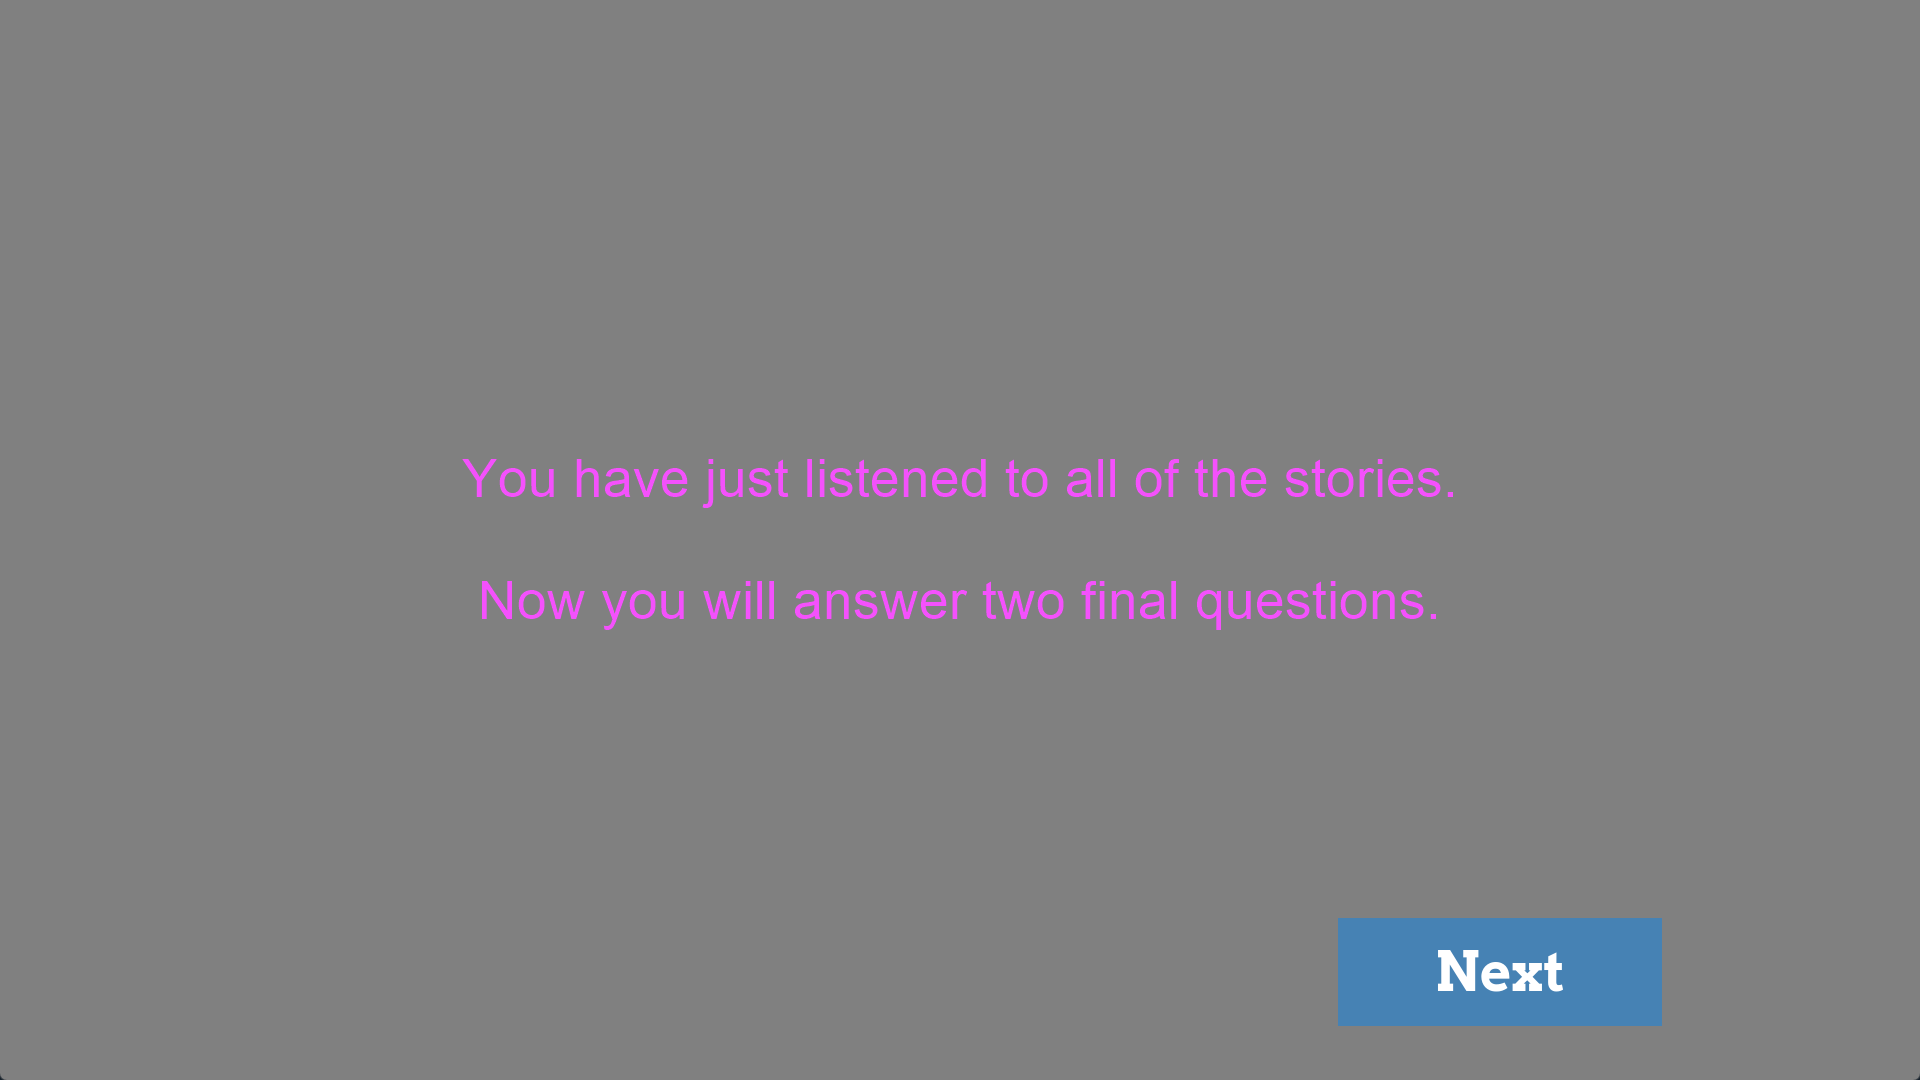 You have just listened to all of the stories.
Now you will answer two final questions.
Next